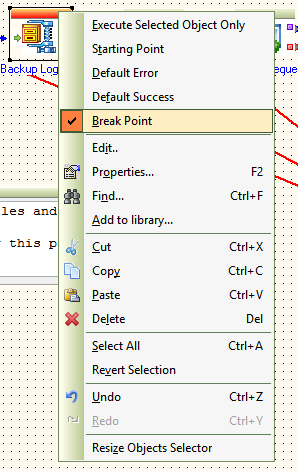 Execute Selected Object Only
Starting Point
Default Error
Backup Log
Default Success
Break Point
Edit..
Properties... F2
Find... Ctrl+F
Add to library...
les and
this p
Cut Ctrl+X
Copy Ctrl+C
Paste Ctrl+V
Delete Del
Select All Ctrl+A
Revert Selection
Undo Ctrl+Z
Redo Ctrl+Y
Resize Objects Selector